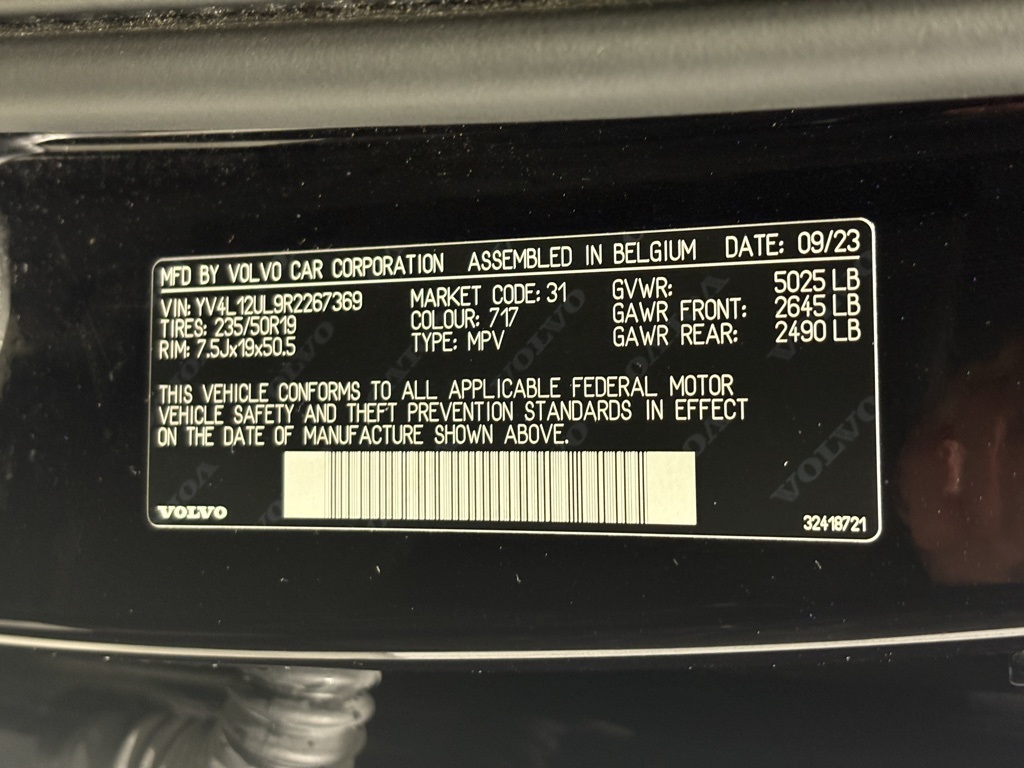 MFD BY VOLVO CAR CORPORATION ASSEMBLED IN BELGIUM DATE: 09/23
VIN: YV4L12UL9R2267369 MARKET CODE: 31 GVWR: 5025 LB
TIRES: 235/50R19 COLOUR: 717 GAWR FRONT: 2645 LB
RIM: 7.5Jx19x50.5 TYPE: MPV GAWR REAR: 2490 LB
THIS VEHICLE CONFORMS TO ALL APPLICABLE FEDERAL MOTOR
VEHICLE SAFETY AND THEFT PREVENTION STANDARDS IN EFFECT
ON THE DATE OF MANUFACTURE SHOWN ABOVE.
VOLVO 32418721